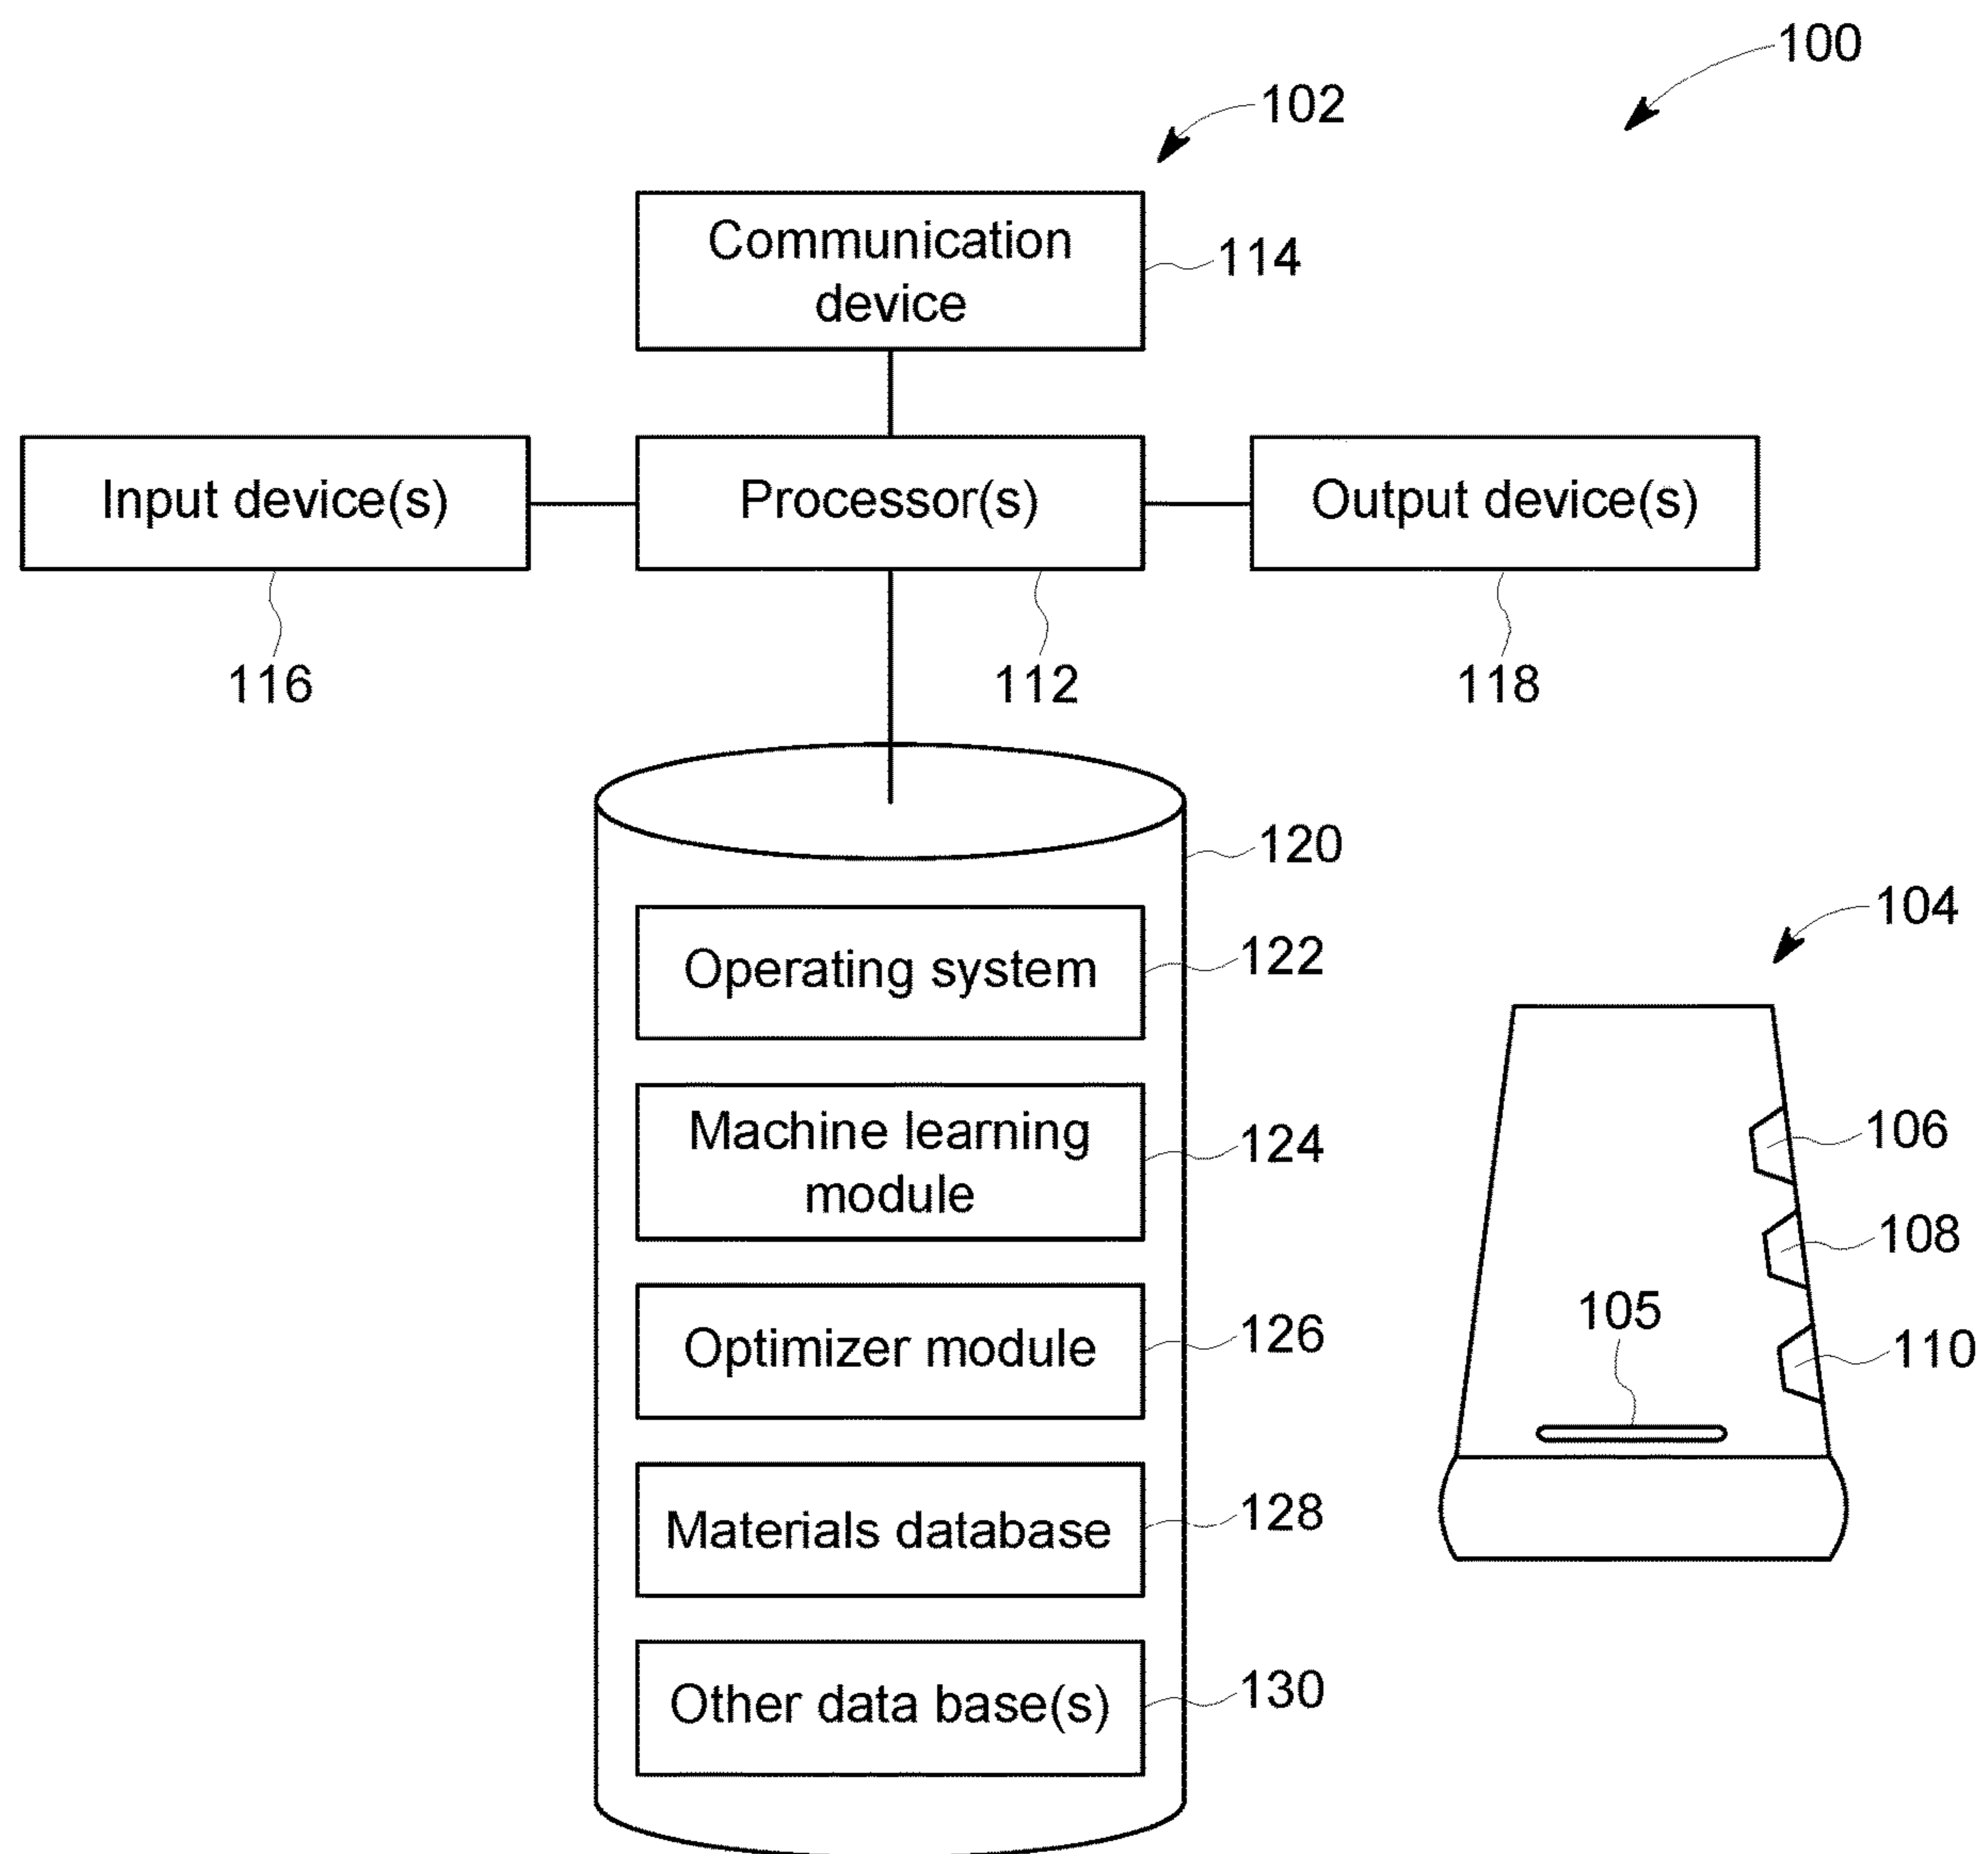 100
102
Communication
device
114
Input device(s)
Processor(s)
Output device(s)
116
112
118
120
104
Operating system
122
Machine learning
module
124
106
108
Optimizer module
126
105
110
Materials database
128
Other data base(s)
130